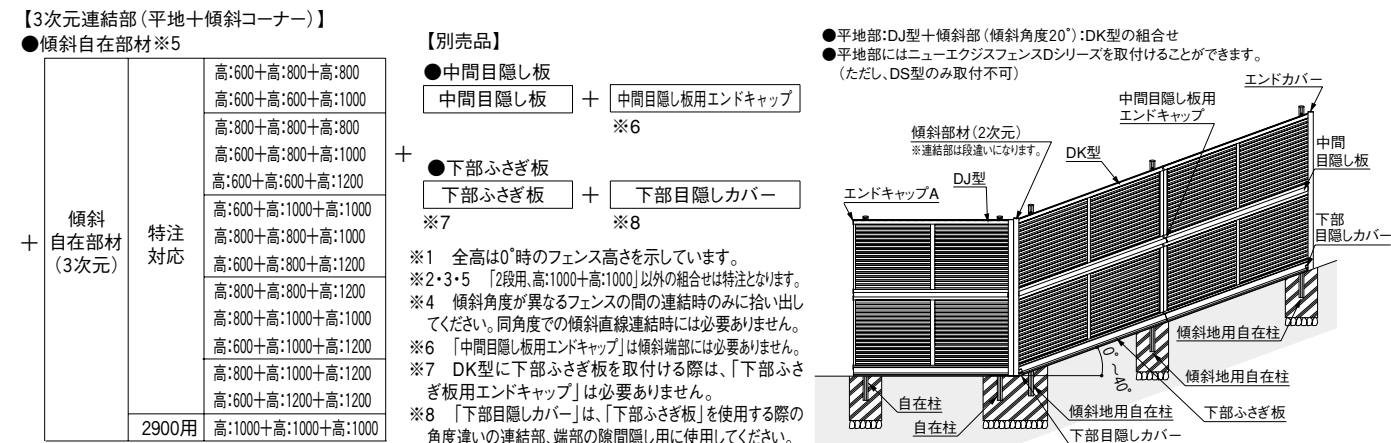 【3次元連結部（平地＋傾斜コーナー）】
●傾斜自在部材※5
＋
傾斜
自在部材
（3次元）
特注
対応
高：600＋高：800＋高：800
高：600＋高：600＋高：1000
高：800＋高：800＋高：800
高：600＋高：800＋高：1000
高：600＋高：600＋高：1200
高：600＋高：1000＋高：1000
高：800＋高：800＋高：1000
高：600＋高：800＋高：1200
高：800＋高：800＋高：1200
高：800＋高：1000＋高：1000
高：600＋高：1000＋高：1200
高：800＋高：1000＋高：1200
高：600＋高：1200＋高：1200
2900用 高：1000＋高：1000＋高：1000
＋
【別売品】
●中間目隠し板
中間目隠し板 ＋ 中間目隠し板用エンドキャップ
※6
●下部ふさぎ板
下部ふさぎ板 ＋ 下部目隠しカバー
※7 ※8
※1　全高は0°時のフェンス高さを示しています。
※2・3・5　「2段用、高：1000＋高：1000」以外の組合せは特注となります。
※4　傾斜角度が異なるフェンスの間の連結時のみに拾い出し
てください。同角度での傾斜直線連結時には必要ありません。
※6　「中間目隠し板用エンドキャップ」は傾斜端部には必要ありません。
※7　DK型に下部ふさぎ板を取付ける際は、「下部ふさ
ぎ板用エンドキャップ」は必要ありません。
※8　「下部目隠しカバー」は、「下部ふさぎ板」を使用する際の
角度違いの連結部、端部の隙間隠し用に使用してください。
●平地部：DJ型＋傾斜部（傾斜角度20°）：DK型の組合せ
●平地部にはニューエクジスフェンスDシリーズを取付けることができます。
（ただし、DS型のみ取付不可）
エンドカバー
中間目隠し板用
エンドキャップ
傾斜部材（2次元）
※連結部は段違いになります。
DK型
中間
目隠し板
DJ型
エンドキャップA
下部
目隠しカバー
傾斜地用自在柱
0°～40°
傾斜地用自在柱
自在柱
傾斜地用自在柱
下部ふさぎ板
自在柱
下部目隠しカバー